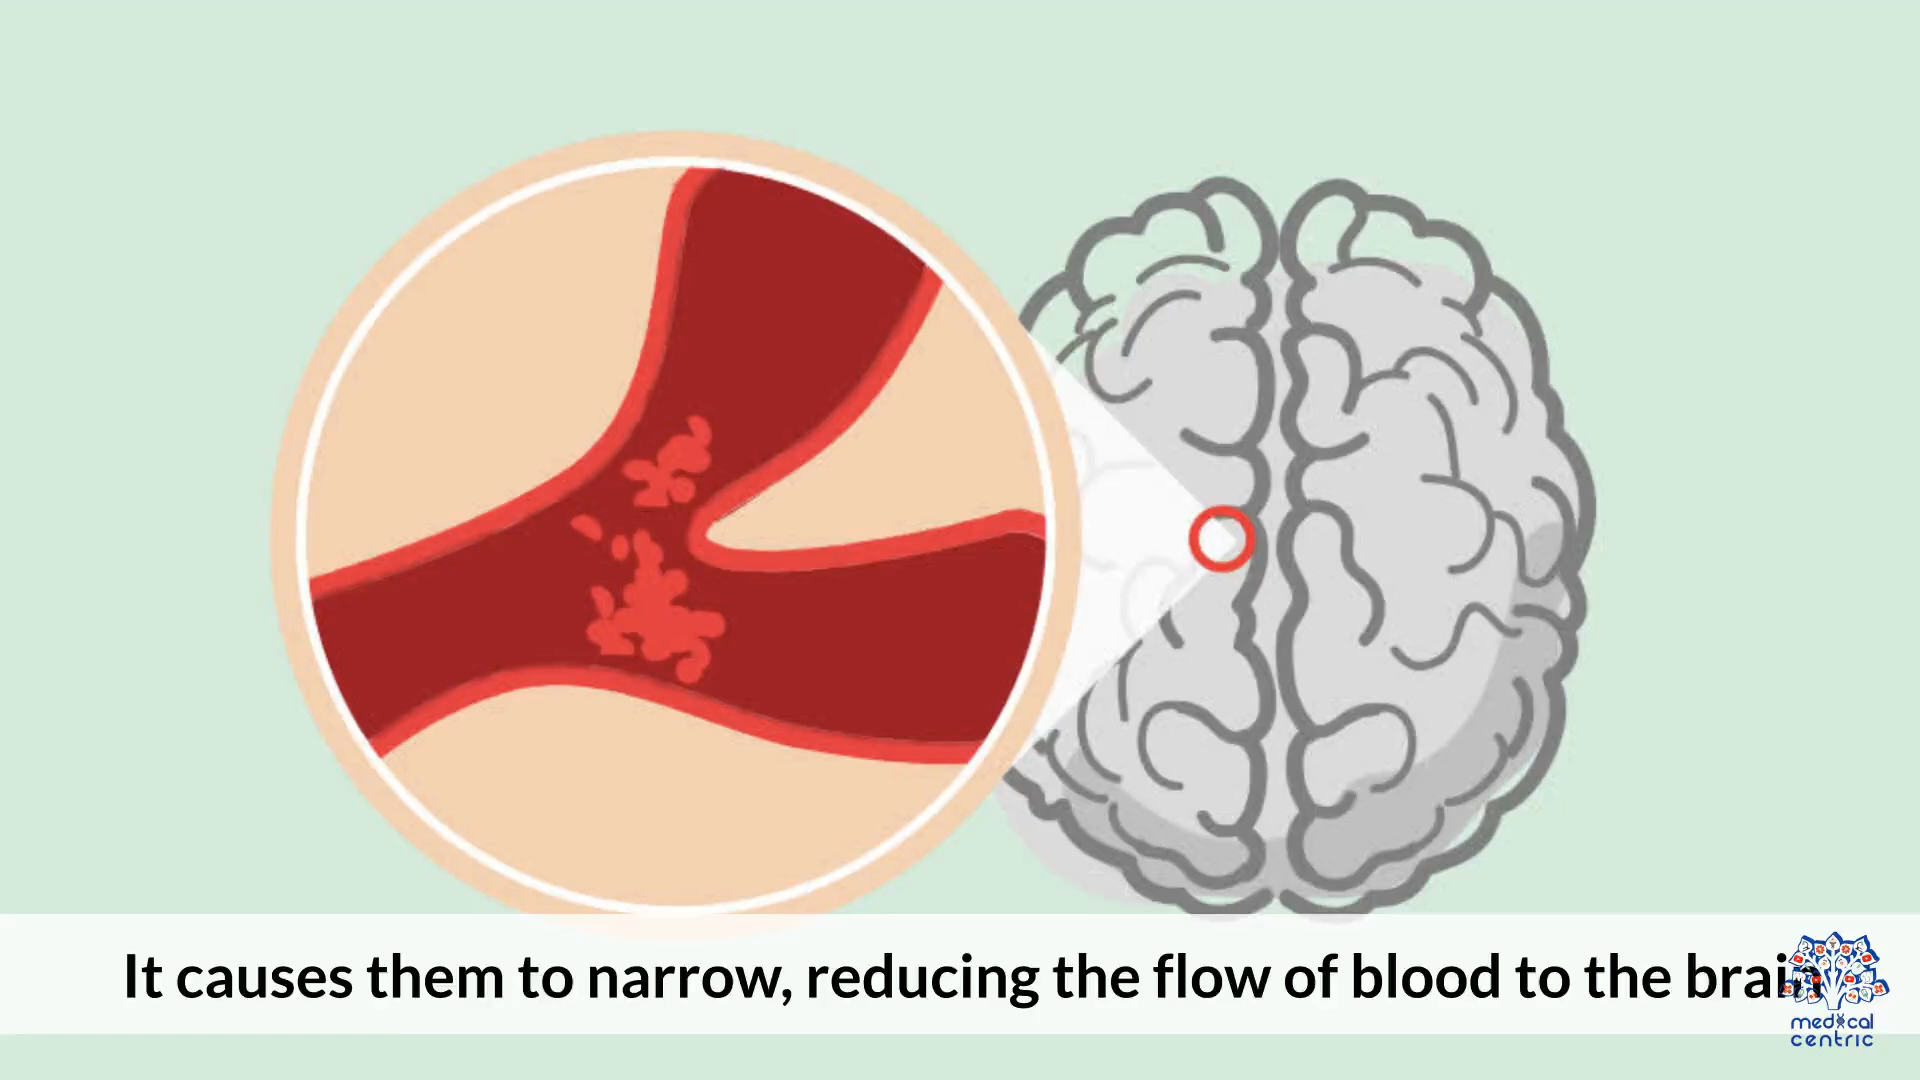 It causes them to narrow, reducing the flow of blood to the brain
medical
centric